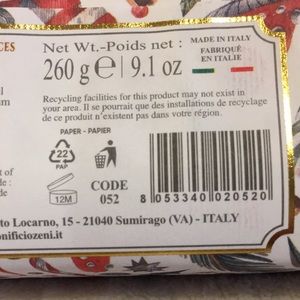 CES
Net Wt.-Poids net :
260 g e | 9.1 oz
MADE IN ITALY
FABRIQUÉ
EN ITALIE
Recycling facilities for this product may not exist in
your area. Il se pourrait que des installations de recyclage
de ce produit n'existent pas dans votre région.
PAPER - PAPIER
22
PAP
12M
CODE
052
8 053340 020520
to Locarno, 15 - 21040 Sumirago (VA) - ITALY
onificiozeni.it